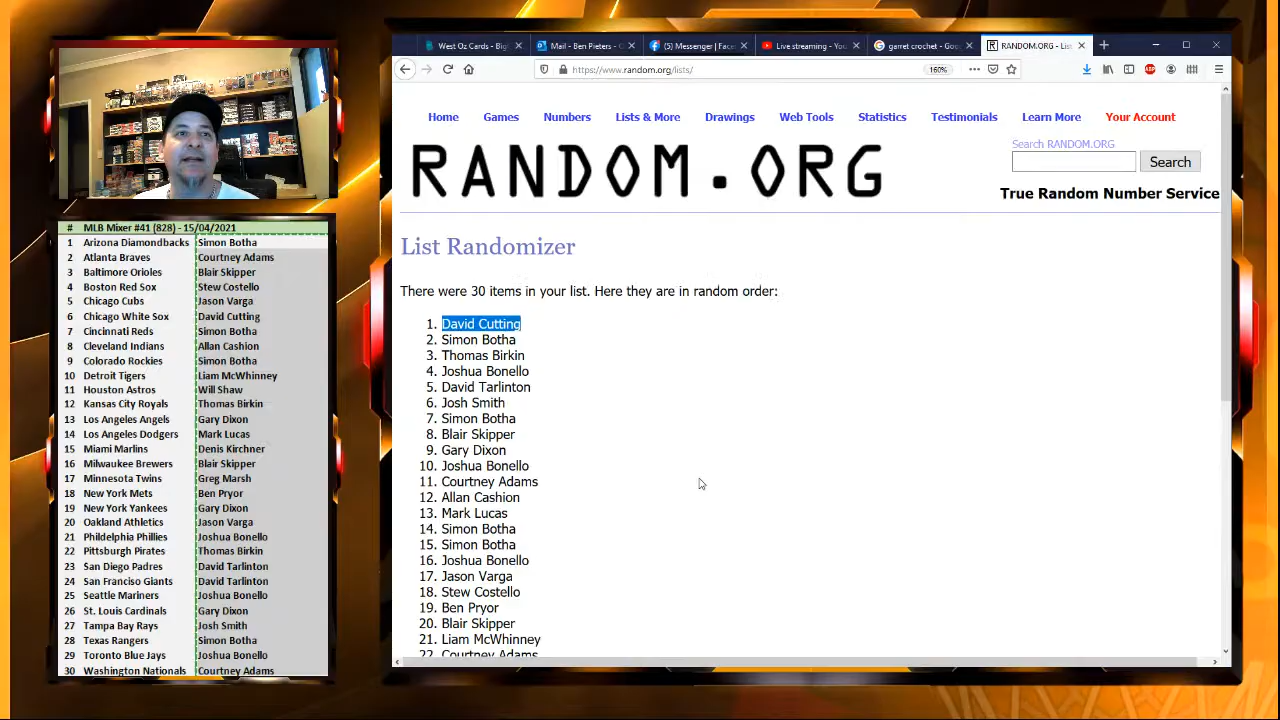 West Oz Cards - Big
Mail - Ben Pieters - O
(5) Messenger | Face
Live streaming - You
garret crochet - Goog
RANDOM.ORG - List
https://www.random.org/lists/
160%
Home Games Numbers Lists & More Drawings Web Tools Statistics Testimonials Learn More Your Account
RANDOM.ORG
Search RANDOM.ORG
Search
True Random Number Service
List Randomizer
There were 30 items in your list. Here they are in random order:
1. David Cutting
2. Simon Botha
3. Thomas Birkin
4. Joshua Bonello
5. David Tarlinton
6. Josh Smith
7. Simon Botha
8. Blair Skipper
9. Gary Dixon
10. Joshua Bonello
11. Courtney Adams
12. Allan Cashion
13. Mark Lucas
14. Simon Botha
15. Simon Botha
16. Joshua Bonello
17. Jason Varga
18. Stew Costello
19. Ben Pryor
20. Blair Skipper
21. Liam McWhinney
22. Courtney Adams
# MLB Mixer #41 (828) - 15/04/2021
1 Arizona Diamondbacks Simon Botha
2 Atlanta Braves Courtney Adams
3 Baltimore Orioles Blair Skipper
4 Boston Red Sox Stew Costello
5 Chicago Cubs Jason Varga
6 Chicago White Sox David Cutting
7 Cincinnati Reds Simon Botha
8 Cleveland Indians Allan Cashion
9 Colorado Rockies Simon Botha
10 Detroit Tigers Liam McWhinney
11 Houston Astros Will Shaw
12 Kansas City Royals Thomas Birkin
13 Los Angeles Angels Gary Dixon
14 Los Angeles Dodgers Mark Lucas
15 Miami Marlins Denis Kirchner
16 Milwaukee Brewers Blair Skipper
17 Minnesota Twins Greg Marsh
18 New York Mets Ben Pryor
19 New York Yankees Gary Dixon
20 Oakland Athletics Jason Varga
21 Phildelphia Phillies Joshua Bonello
22 Pittsburgh Pirates Thomas Birkin
23 San Diego Padres David Tarlinton
24 San Franciso Giants David Tarlinton
25 Seattle Mariners Joshua Bonello
26 St. Louis Cardinals Gary Dixon
27 Tampa Bay Rays Josh Smith
28 Texas Rangers Simon Botha
29 Toronto Blue Jays Joshua Bonello
30 Washington Nationals Courtney Adams